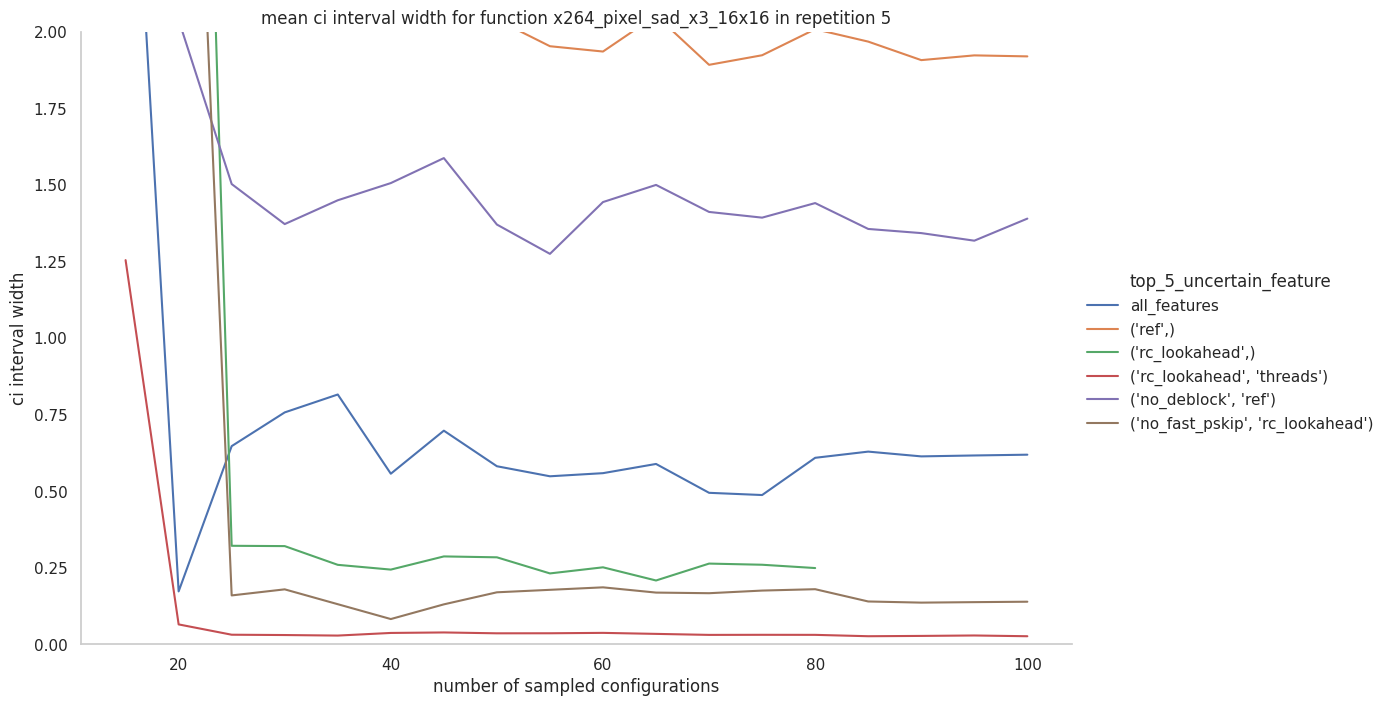 mean ci interval width for function x264_pixel_sad_x3_16x16 in repetition 5
2.00
1.75
1.50
1.25
1.00
0.75
0.50
0.25
0.00
ci interval width
20
40
60
80
100
number of sampled configurations
top_5_uncertain_feature
all_features
('ref',)
('rc_lookahead',)
('rc_lookahead', 'threads')
('no_deblock', 'ref')
('no_fast_pskip', 'rc_lookahead')